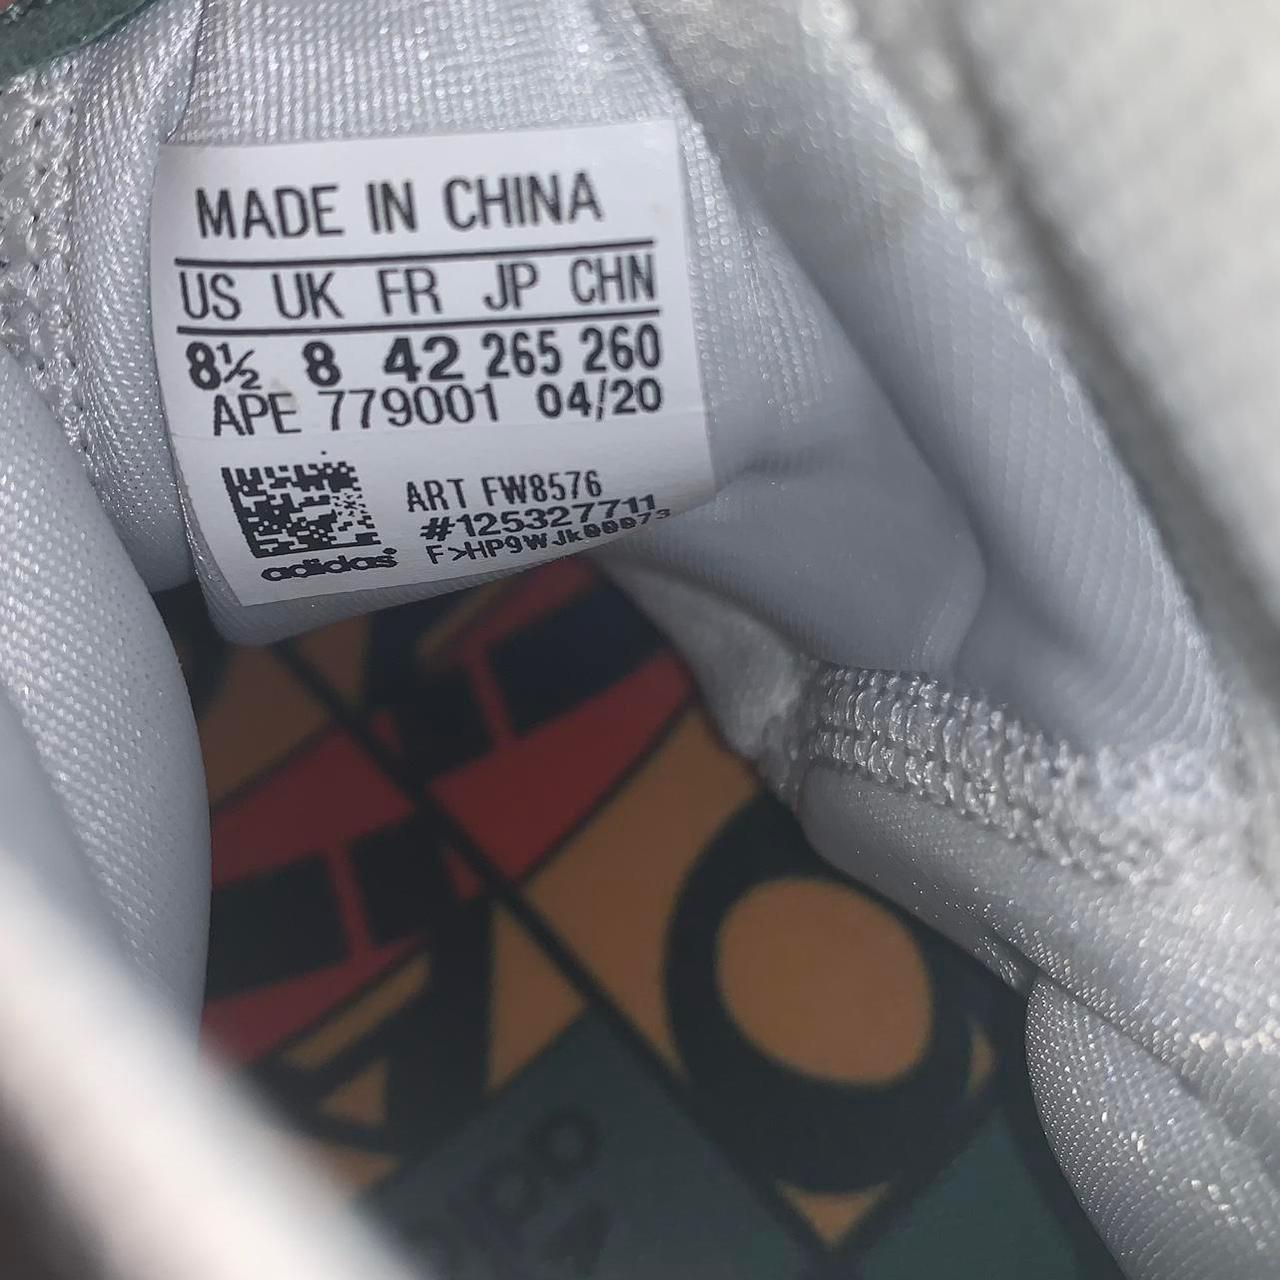 MADE IN CHINA
US UK FR JP CHN
8½ 8 42 265 260
APE 779001 04/20
ART FW8576
#125327711
F>HP9WJk00073
adidas